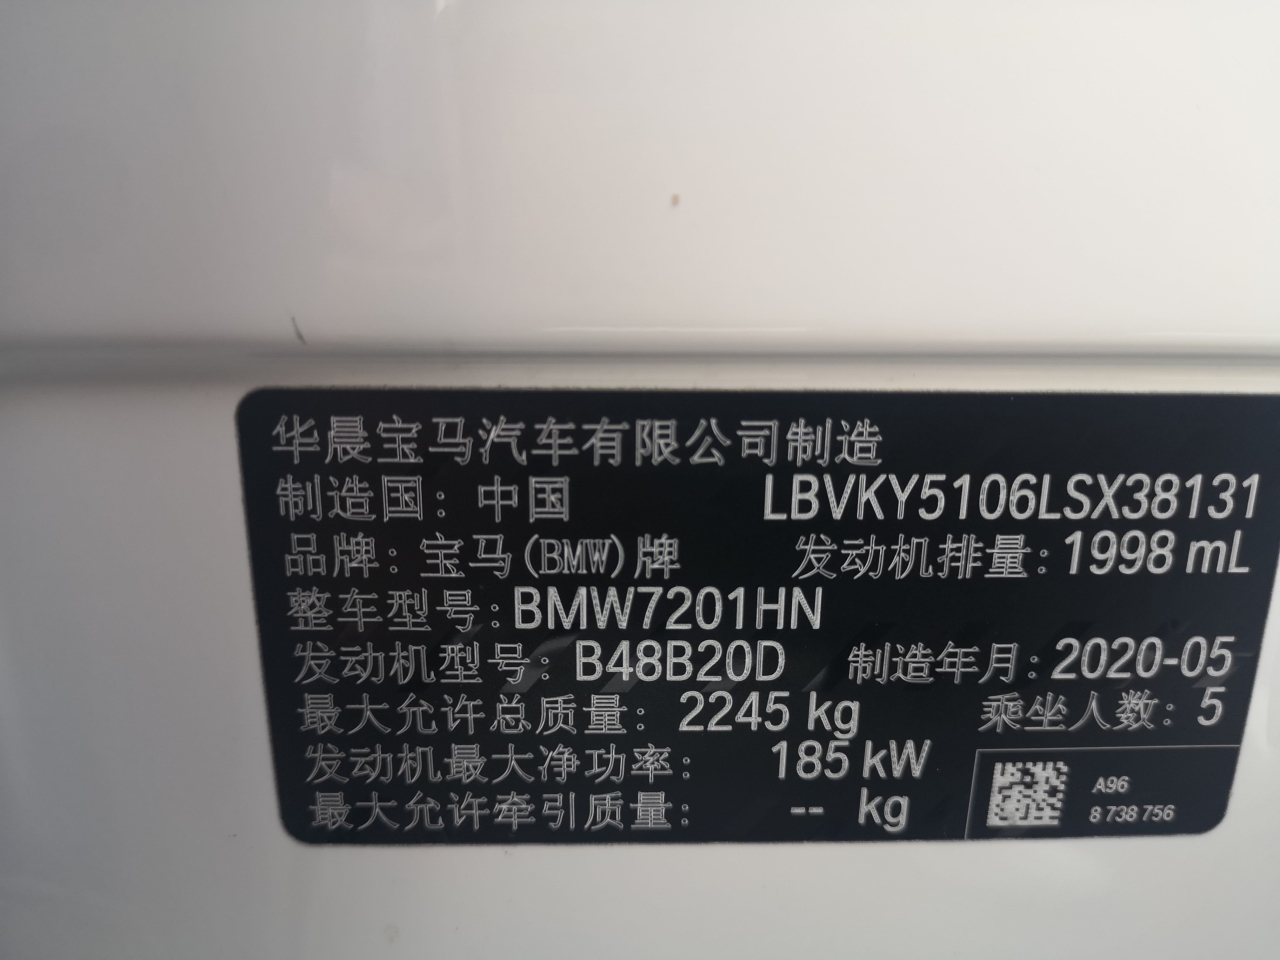 华晨宝马汽车有限公司制造
制造国：中国 LBVKY5106LSX38131
品牌：宝马(BMW)牌 发动机排量：1998 mL
整车型号：BMW7201HN
发动机型号：B48B20D 制造年月：2020-05
最大允许总质量：2245 kg 乘坐人数：5
发动机最大净功率：185 kW
最大允许牵引质量：-- kg
A96
8 738 756